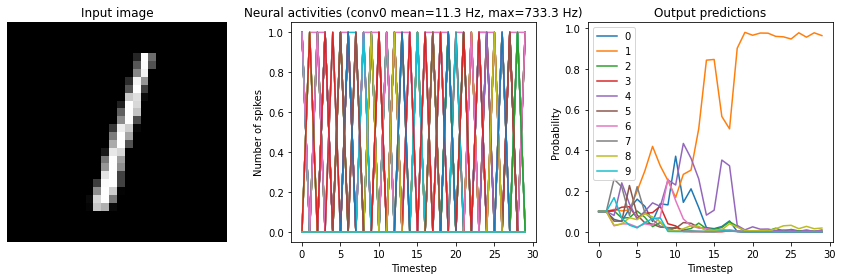 Input image
Neural activities (conv0 mean=11.3 Hz, max=733.3 Hz)
Number of spikes
1.0
0.8
0.6
0.4
0.2
0.0
0 5 10 15 20 25 30
Timestep
Output predictions
Probability
1.0
0.8
0.6
0.4
0.2
0.0
0
1
2
3
4
5
6
7
8
9
0 5 10 15 20 25 30
Timestep